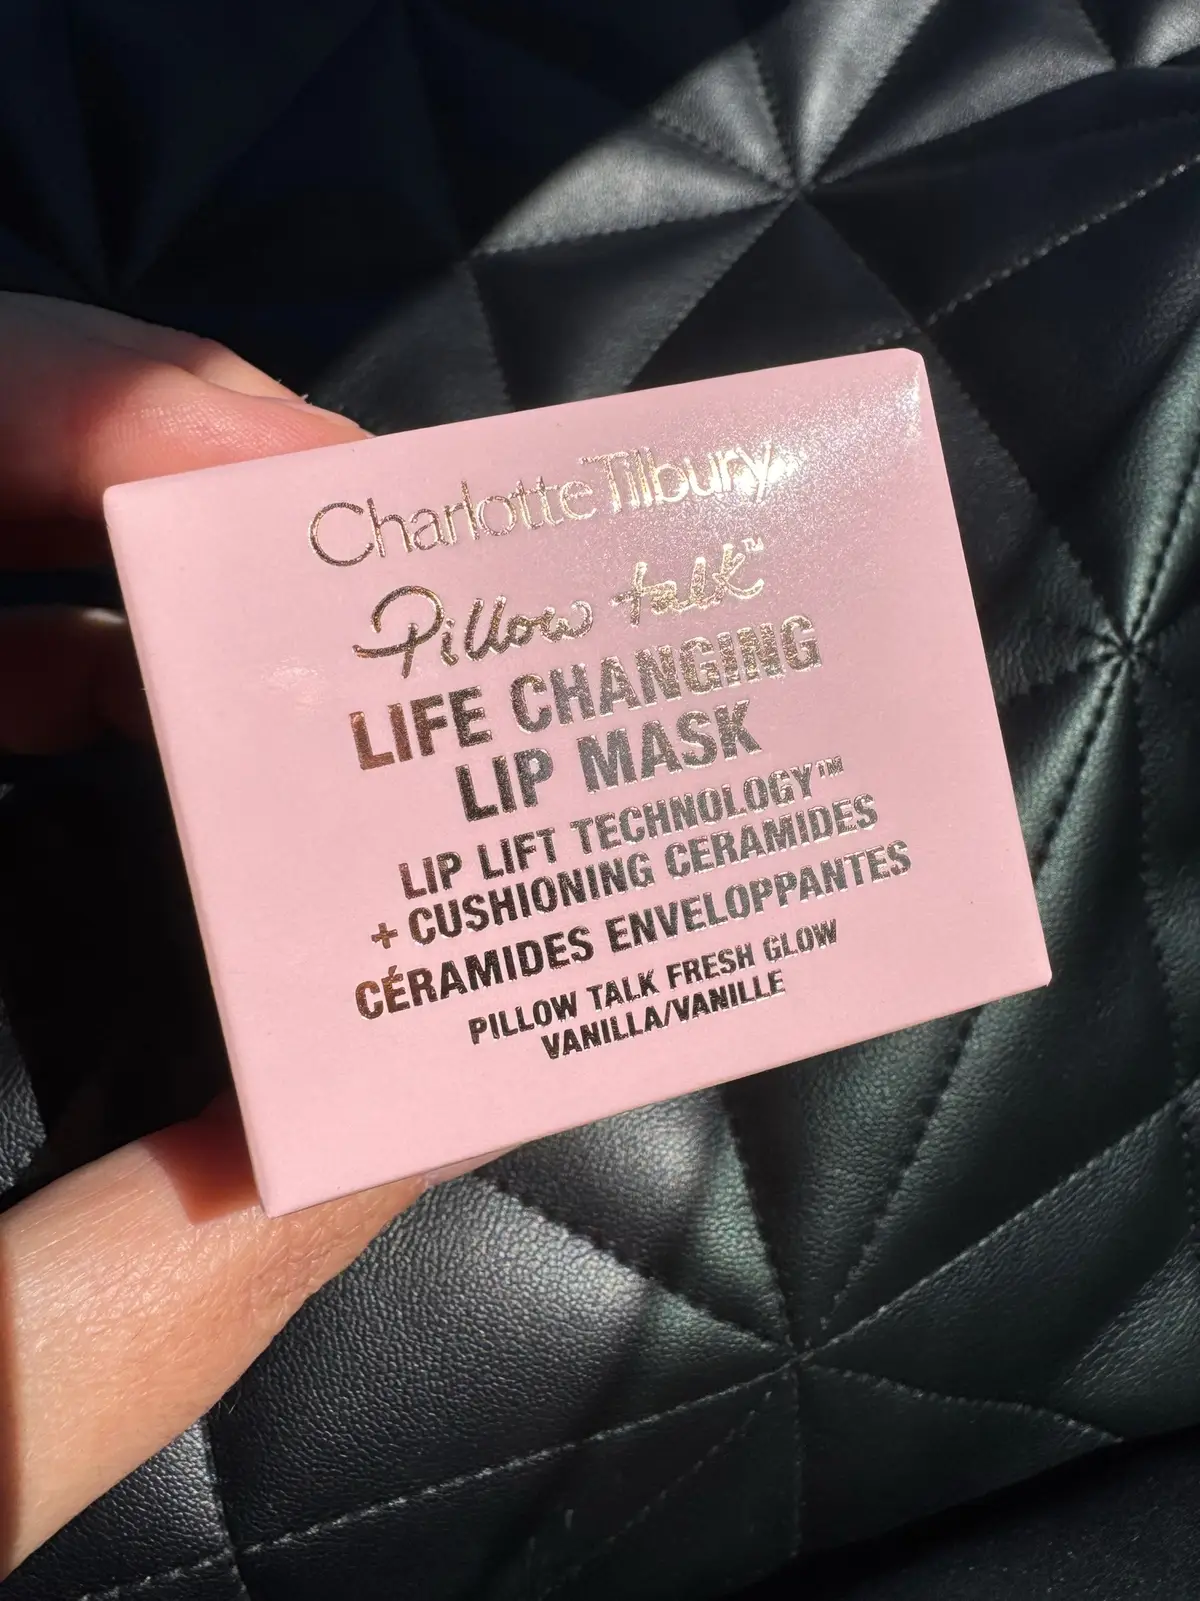 Charlotte Tilbury
Pillow talk™
LIFE CHANGING
LIP MASK
LIP LIFT TECHNOLOGY™
+ CUSHIONING CERAMIDES
CÉRAMIDES ENVELOPPANTES
PILLOW TALK FRESH GLOW
VANILLA/VANILLE